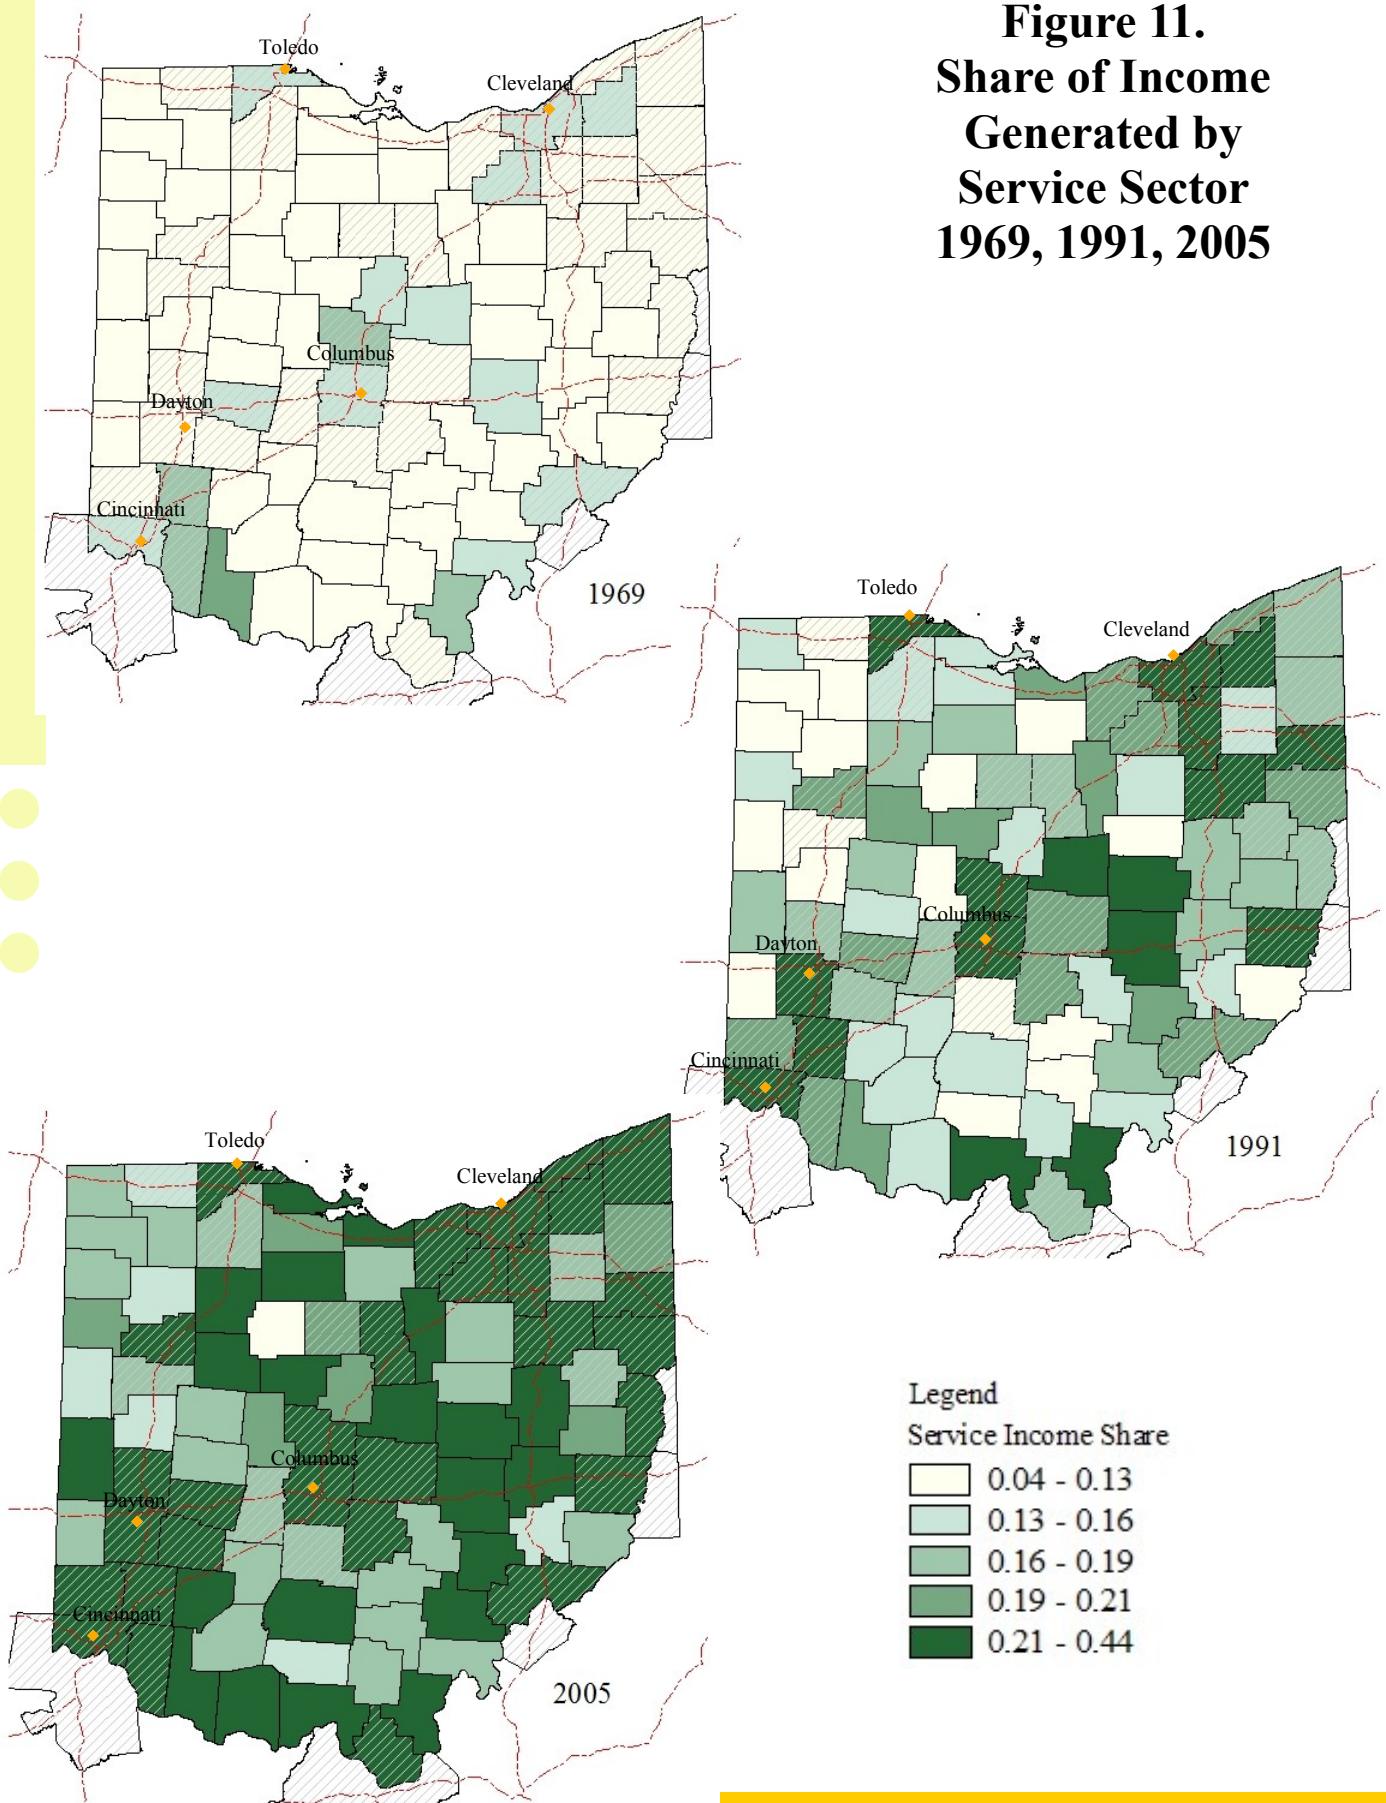 Figure 11.
Share of Income
Generated by
Service Sector
1969, 1991, 2005
Toledo
Cleveland
Columbus
Dayton
Cincinnati
1969
Toledo
Cleveland
Columbus
Dayton
Cincinnati
1991
Toledo
Cleveland
Columbus
Dayton
Cincinnati
2005
Legend
Service Income Share
0.04 - 0.13
0.13 - 0.16
0.16 - 0.19
0.19 - 0.21
0.21 - 0.44